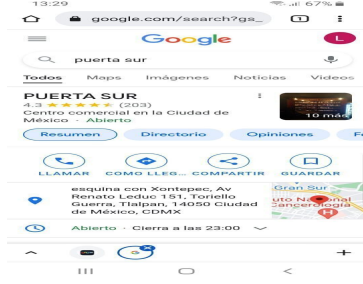 13:29
67%
google.com/search?gs_
1
Google
L
puerta sur
Todos Maps Imágenes Noticias Videos
PUERTA SUR
4.3 (203)
Centro comercial en la Ciudad de
México · Abierto
10 más
Resumen Directorio Opiniones
LLAMAR CÓMO LLEG... COMPARTIR GUARDAR
esquina con Xontepec, Av
Renato Leduc 151, Toriello
Guerra, Tlalpan, 14050 Ciudad
de México, CDMX
Gran Sur
uto Nacional
Cancerología
H
Abierto · Cierra a las 23:00
G